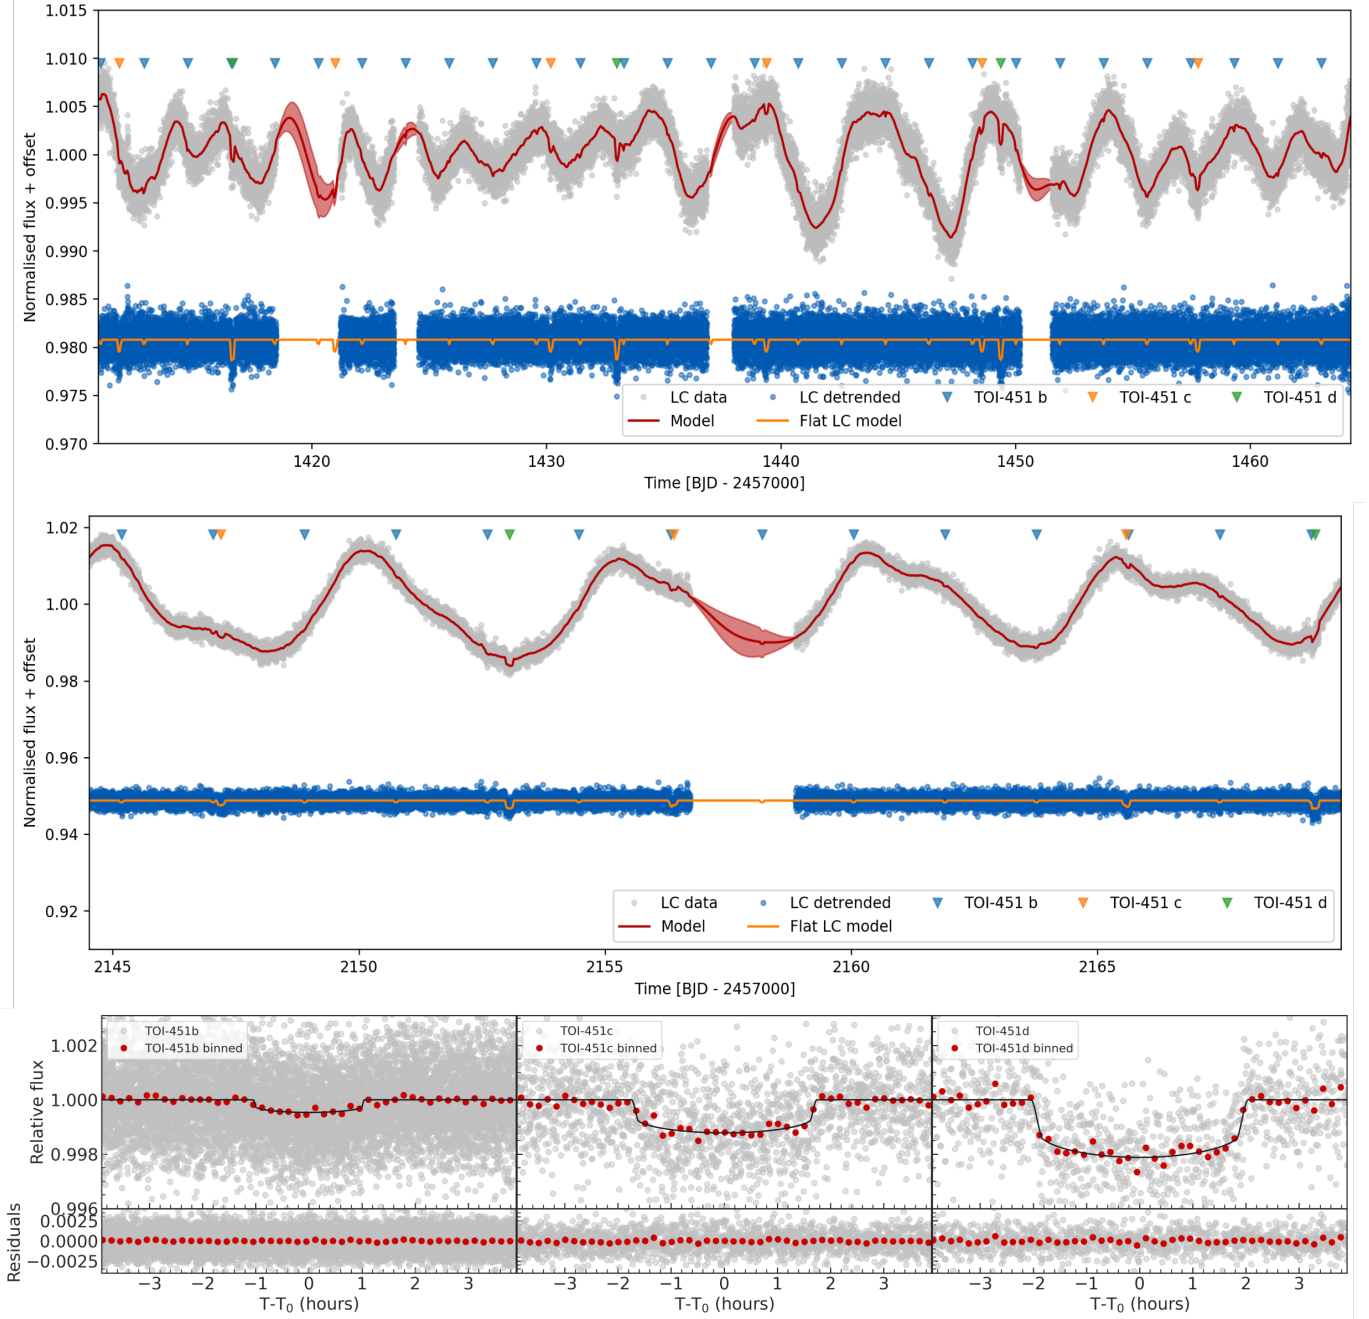 1.015
1.010
1.005
1.000
0.995
0.990
0.985
0.980
0.975
0.970
Normalised flux + offset
LC data LC detrended TOI-451 b TOI-451 c TOI-451 d
Model Flat LC model
1420 1430 1440 1450 1460
Time [BJD - 2457000]
1.02
1.00
0.98
0.96
0.94
0.92
Normalised flux + offset
LC data LC detrended TOI-451 b TOI-451 c TOI-451 d
Model Flat LC model
2145 2150 2155 2160 2165
Time [BJD - 2457000]
TOI-451b
TOI-451b binned
TOI-451c
TOI-451c binned
TOI-451d
TOI-451d binned
1.002
1.000
0.998
0.996
Relative flux
0.0025
0.0000
−0.0025
Residuals
−3 −2 −1 0 1 2 3
−3 −2 −1 0 1 2 3
−3 −2 −1 0 1 2 3
T-T₀ (hours)
T-T₀ (hours)
T-T₀ (hours)